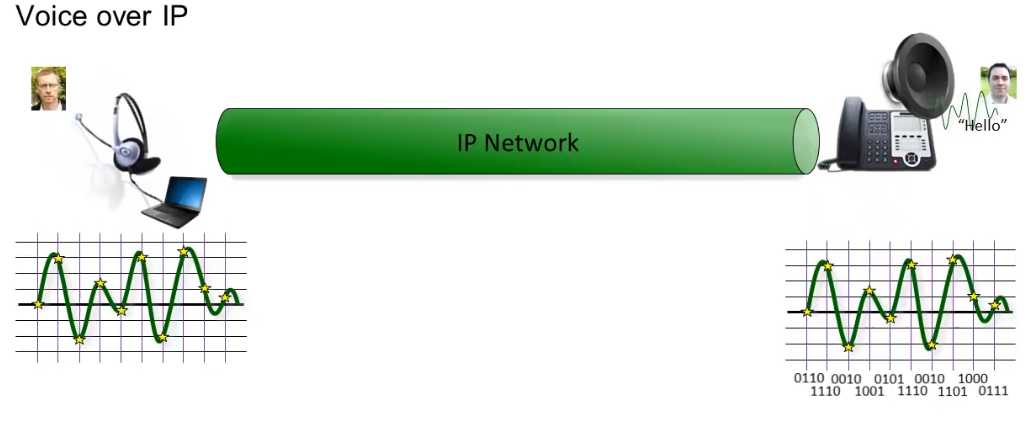 Voice over IP
IP Network
“Hello”
0110 0010 0101 0010 1000
1110 1001 1110 1101 0111